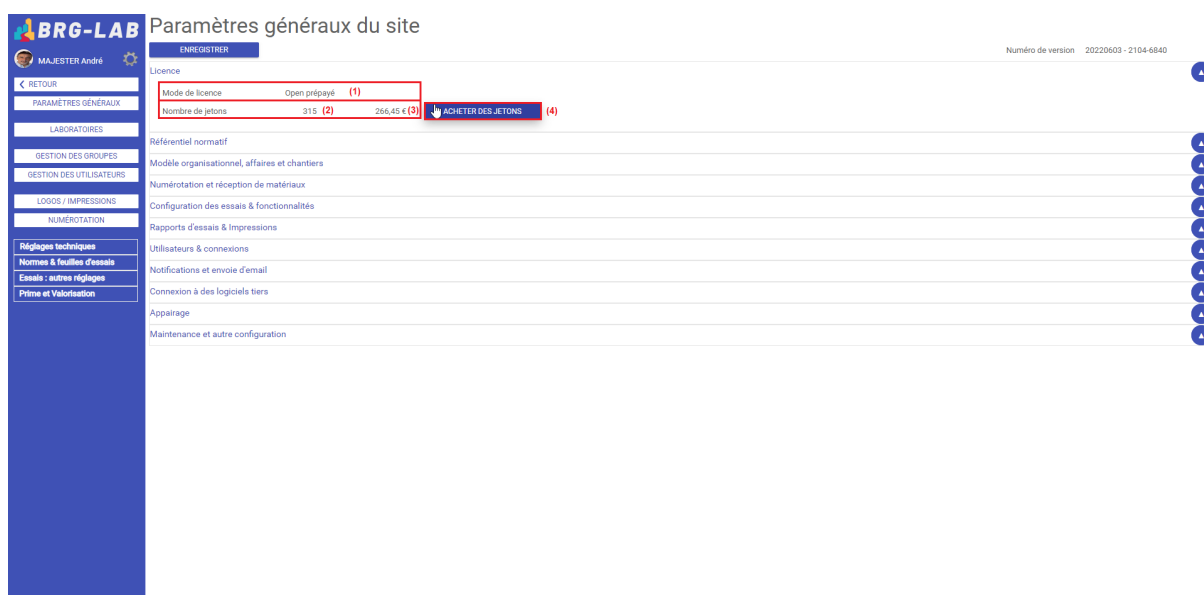 BRG-LAB
MAJESTER André
RETOUR
PARAMÈTRES GÉNÉRAUX
LABORATOIRES
GESTION DES GROUPES
GESTION DES UTILISATEURS
LOGOS / IMPRESSIONS
NUMÉROTATION
Réglages techniques
Normes & feuilles d'essais
Essais : autres réglages
Prime et Valorisation
Paramètres généraux du site
ENREGISTRER
Numéro de version 20220603 - 2104-6840
Licence
Mode de licence Open prépayé (1)
Nombre de jetons 315 (2) 266,45 € (3) ACHETER DES JETONS (4)
Référentiel normatif
Modèle organisationnel, affaires et chantiers
Numérotation et réception de matériaux
Configuration des essais & fonctionnalités
Rapports d'essais & Impressions
Utilisateurs & connexions
Notifications et envoie d'email
Connexion à des logiciels tiers
Appairage
Maintenance et autre configuration